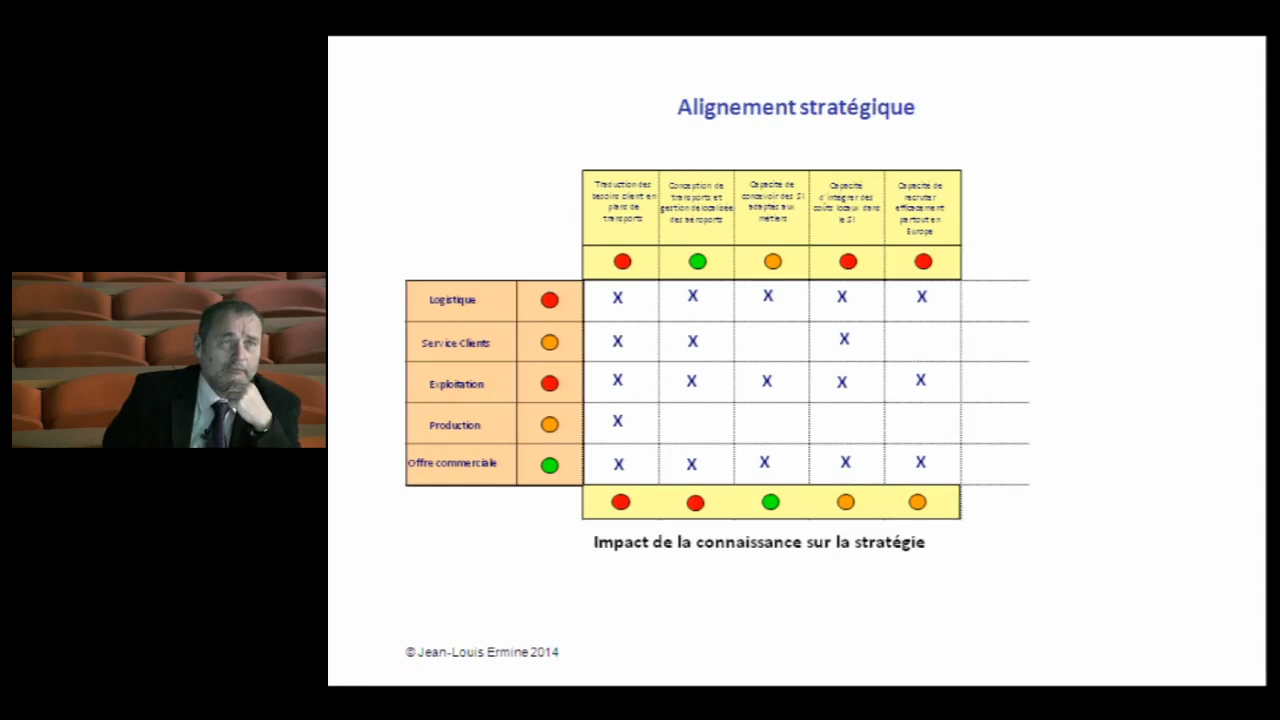 Alignement stratégique
Traduction des
besoins client en
plans de
transports
Conception de
transports et
gestion délocalisée
des aéroports
Capacité de
concevoir des SI
adaptés aux
métiers
Capacité
d'intégrer des
coûts locaux dans
le SI
Capacité de
recruter
efficacement
partout en
Europe
Logistique
X X X X X
Service Clients
X X X
Exploitation
X X X X X
Production
X
Offre commerciale
X X X X X
Impact de la connaissance sur la stratégie
© Jean-Louis Ermine 2014